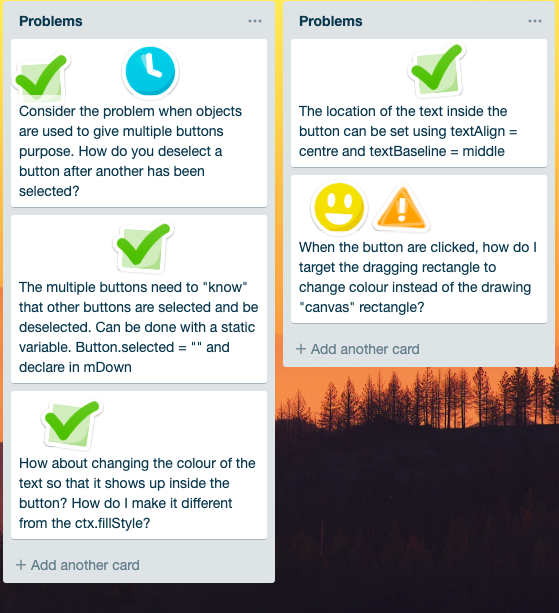 Problems
Consider the problem when objects
are used to give multiple buttons
purpose. How do you deselect a
button after another has been
selected?
The multiple buttons need to "know"
that other buttons are selected and be
deselected. Can be done with a static
variable. Button.selected = "" and
declare in mDown
How about changing the colour of the
text so that it shows up inside the
button? How do I make it different
from the ctx.fillStyle?
+ Add another card
Problems
The location of the text inside the
button can be set using textAlign =
centre and textBaseline = middle
When the button are clicked, how do I
target the dragging rectangle to
change colour instead of the drawing
"canvas" rectangle?
+ Add another card